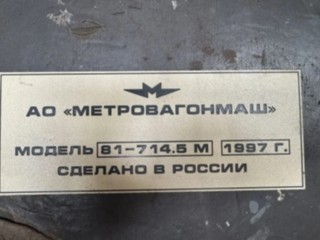 АО «МЕТРОВАГОНМАШ»
МОДЕЛЬ 81-714.5 М 1997 Г.
СДЕЛАНО В РОССИИ